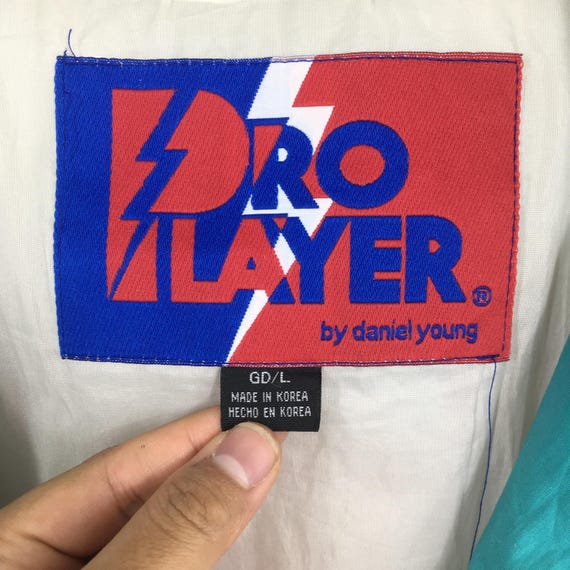 PRO
PLAYER®
by daniel young
GD/L
MADE IN KOREA
HECHO EN KOREA